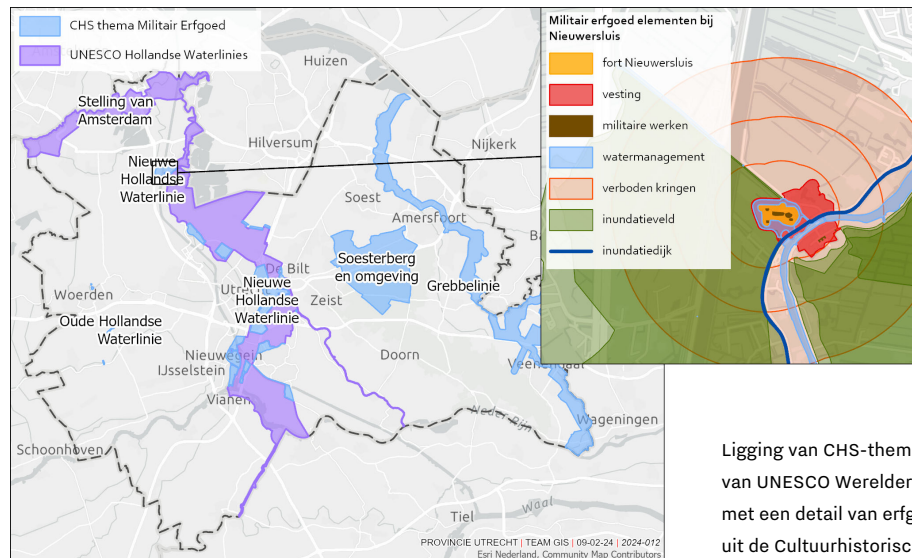 CHS thema Militair Erfgoed
UNESCO Hollandse Waterlinies
Huizen
Stelling van
Amsterdam
Hilversum
Nijkerk
Nieuwe
Hollandse
Waterlinie
Soest
Amersfoort
De Bilt
Soesterberg
en omgeving
Nieuwe
Hollandse
Waterlinie
Zeist
Grebbelinie
Woerden
Oude Hollandse
Waterlinie
Doorn
Nieuwegein
IJsselstein
Veenendaal
Vianen
Neder-Rijn
Wageningen
Schoonhoven
Tiel
Waal
PROVINCIE UTRECHT | TEAM GIS | 09-02-24 | 2024-012
Esri Nederland, Community Map Contributors
Militair erfgoed elementen bij
Nieuwersluis
fort Nieuwersluis
vesting
militaire werken
watermanagement
verboden kringen
inundatieveld
inundatiedijk
Ligging van CHS-them
van UNESCO Werelder
met een detail van erfg
uit de Cultuurhistorisc